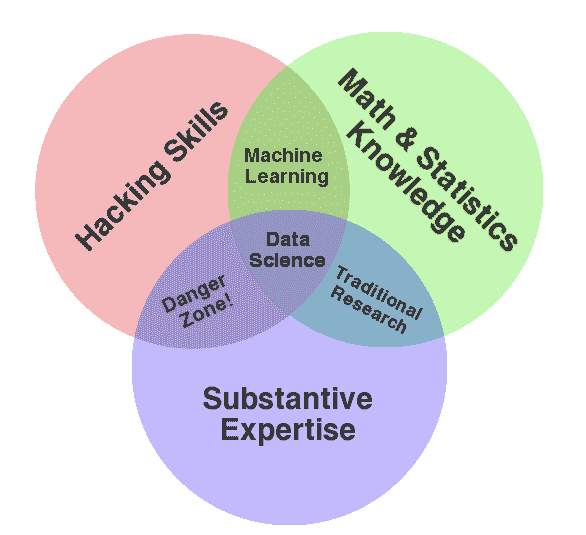 Hacking Skills
Math & Statistics
Knowledge
Machine
Learning
Data
Science
Danger
Zone!
Traditional
Research
Substantive
Expertise